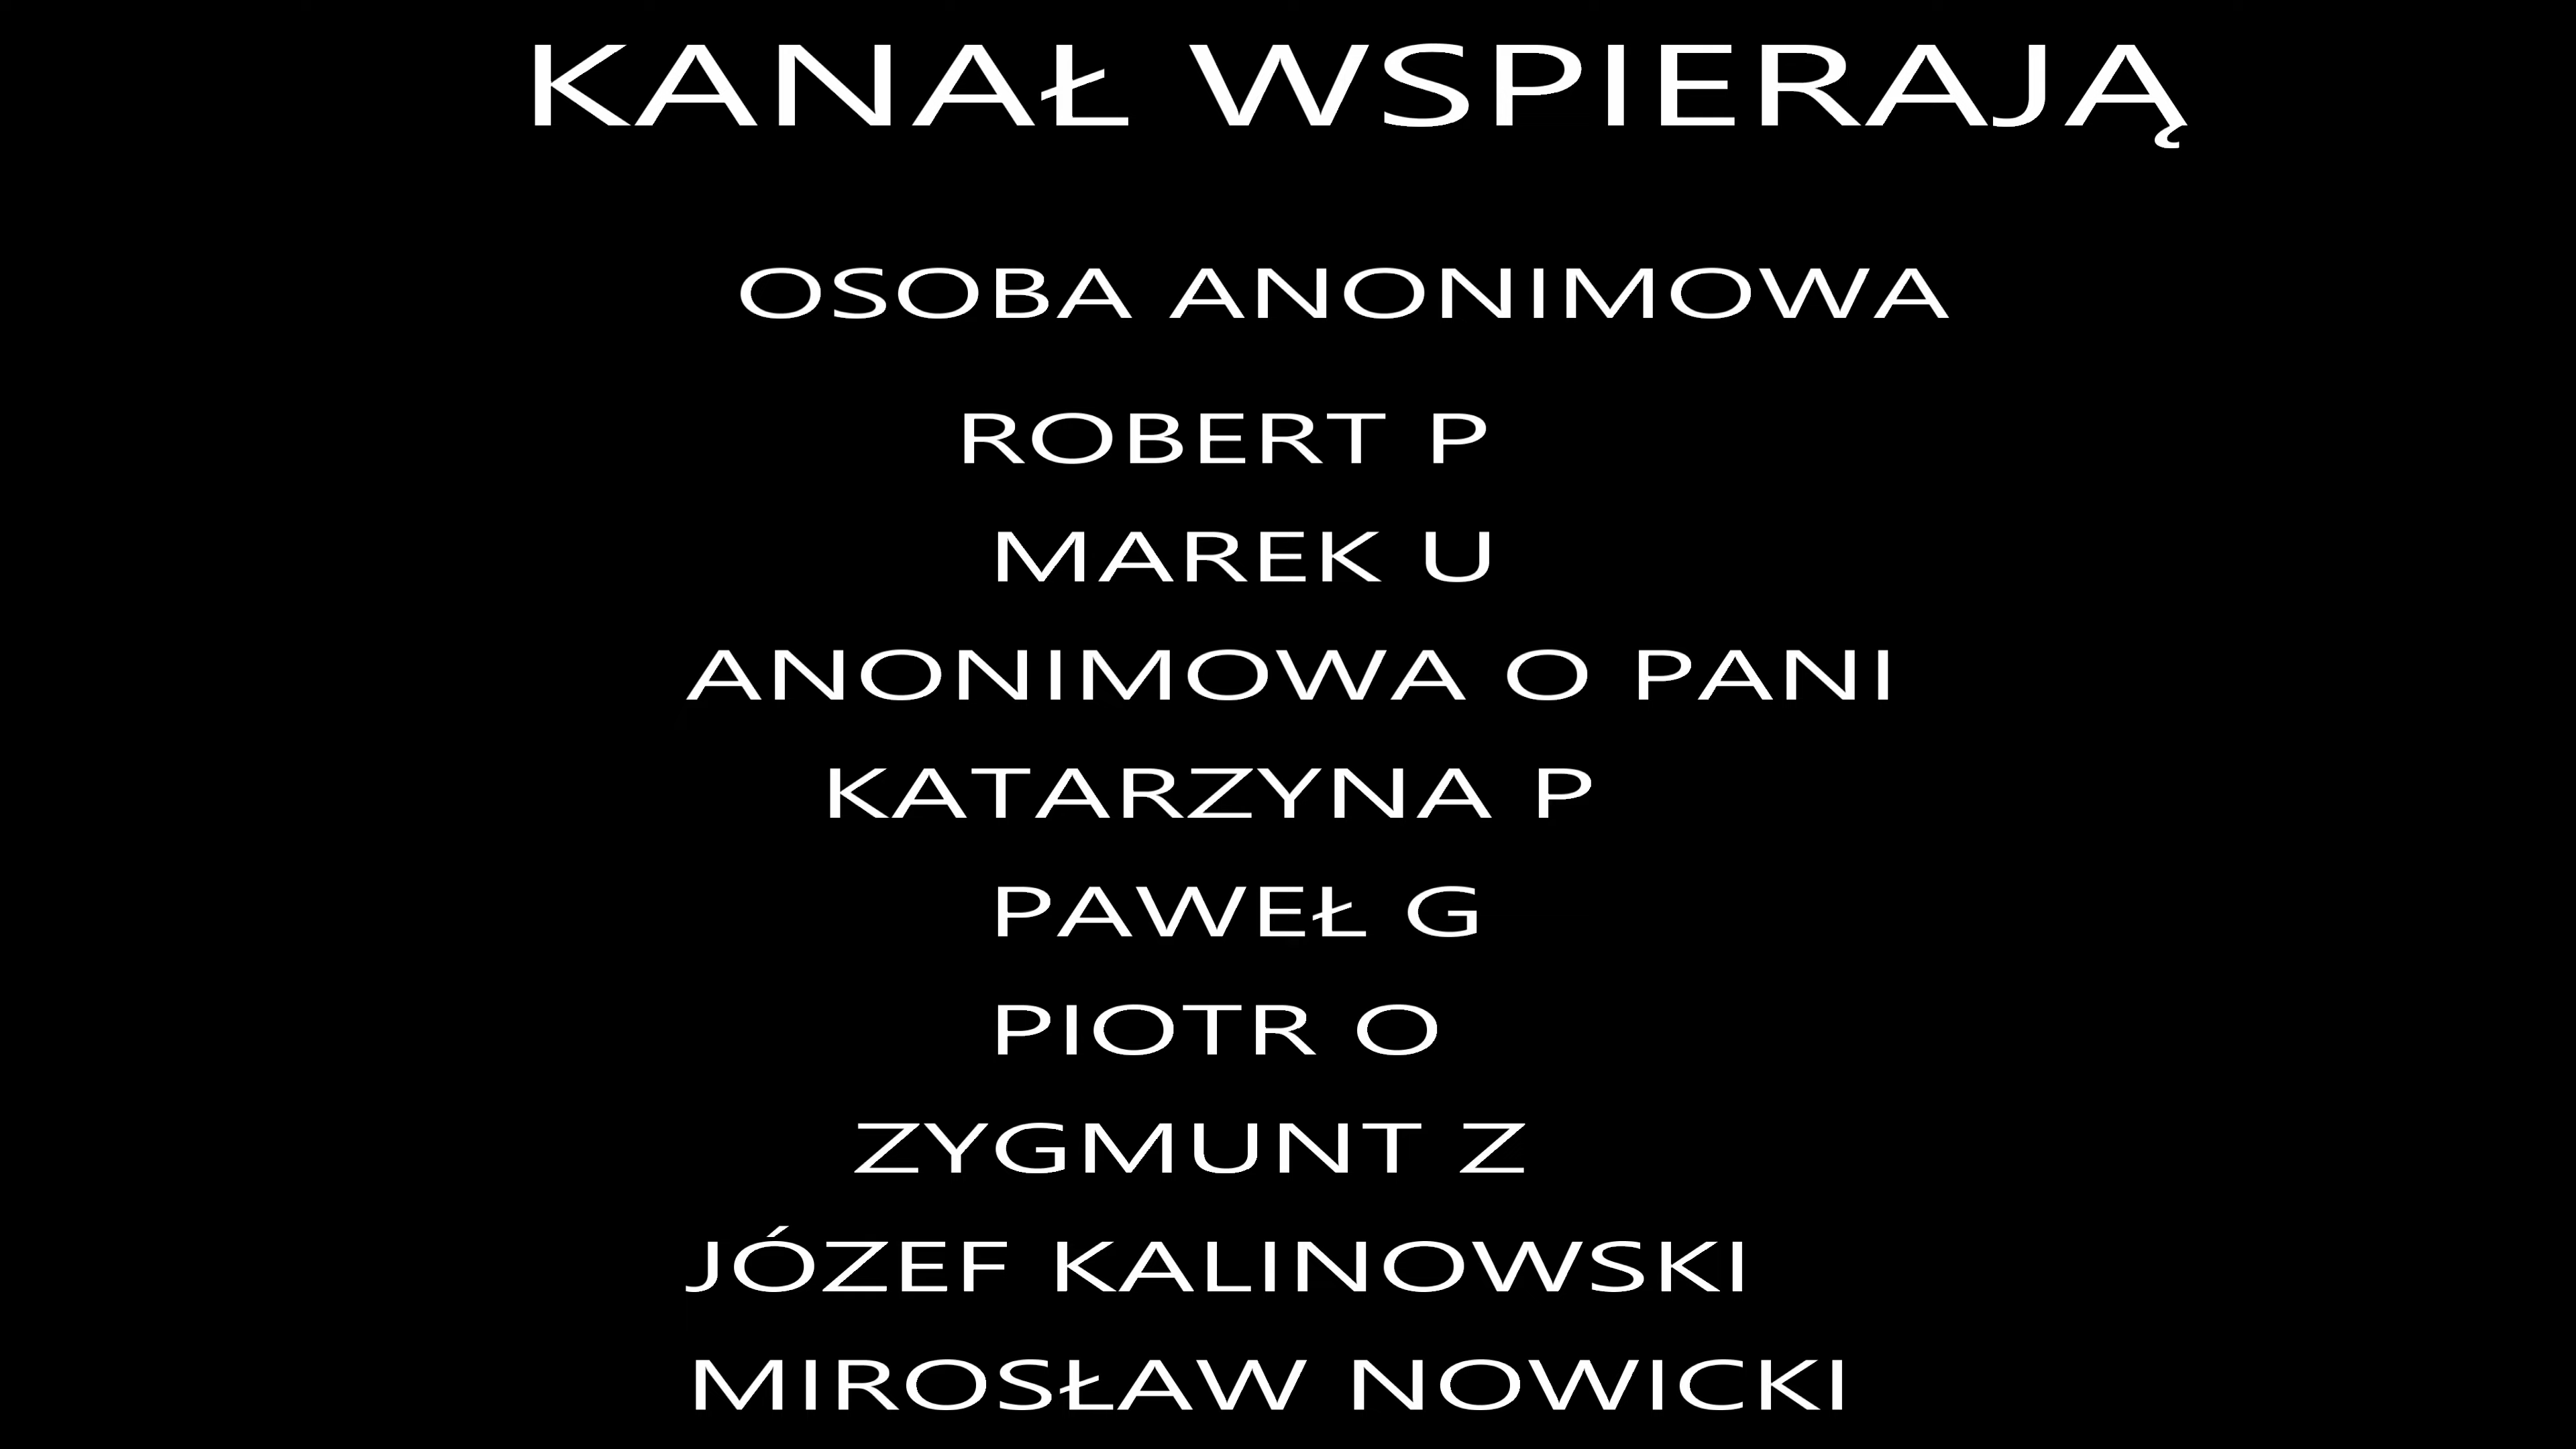 KANAŁ WSPIERAJĄ
OSOBA ANONIMOWA
ROBERT P
MAREK U
ANONIMOWA O PANI
KATARZYNA P
PAWEŁ G
PIOTR O
ZYGMUNT Z
JÓZEF KALINOWSKI
MIROSŁAW NOWICKI